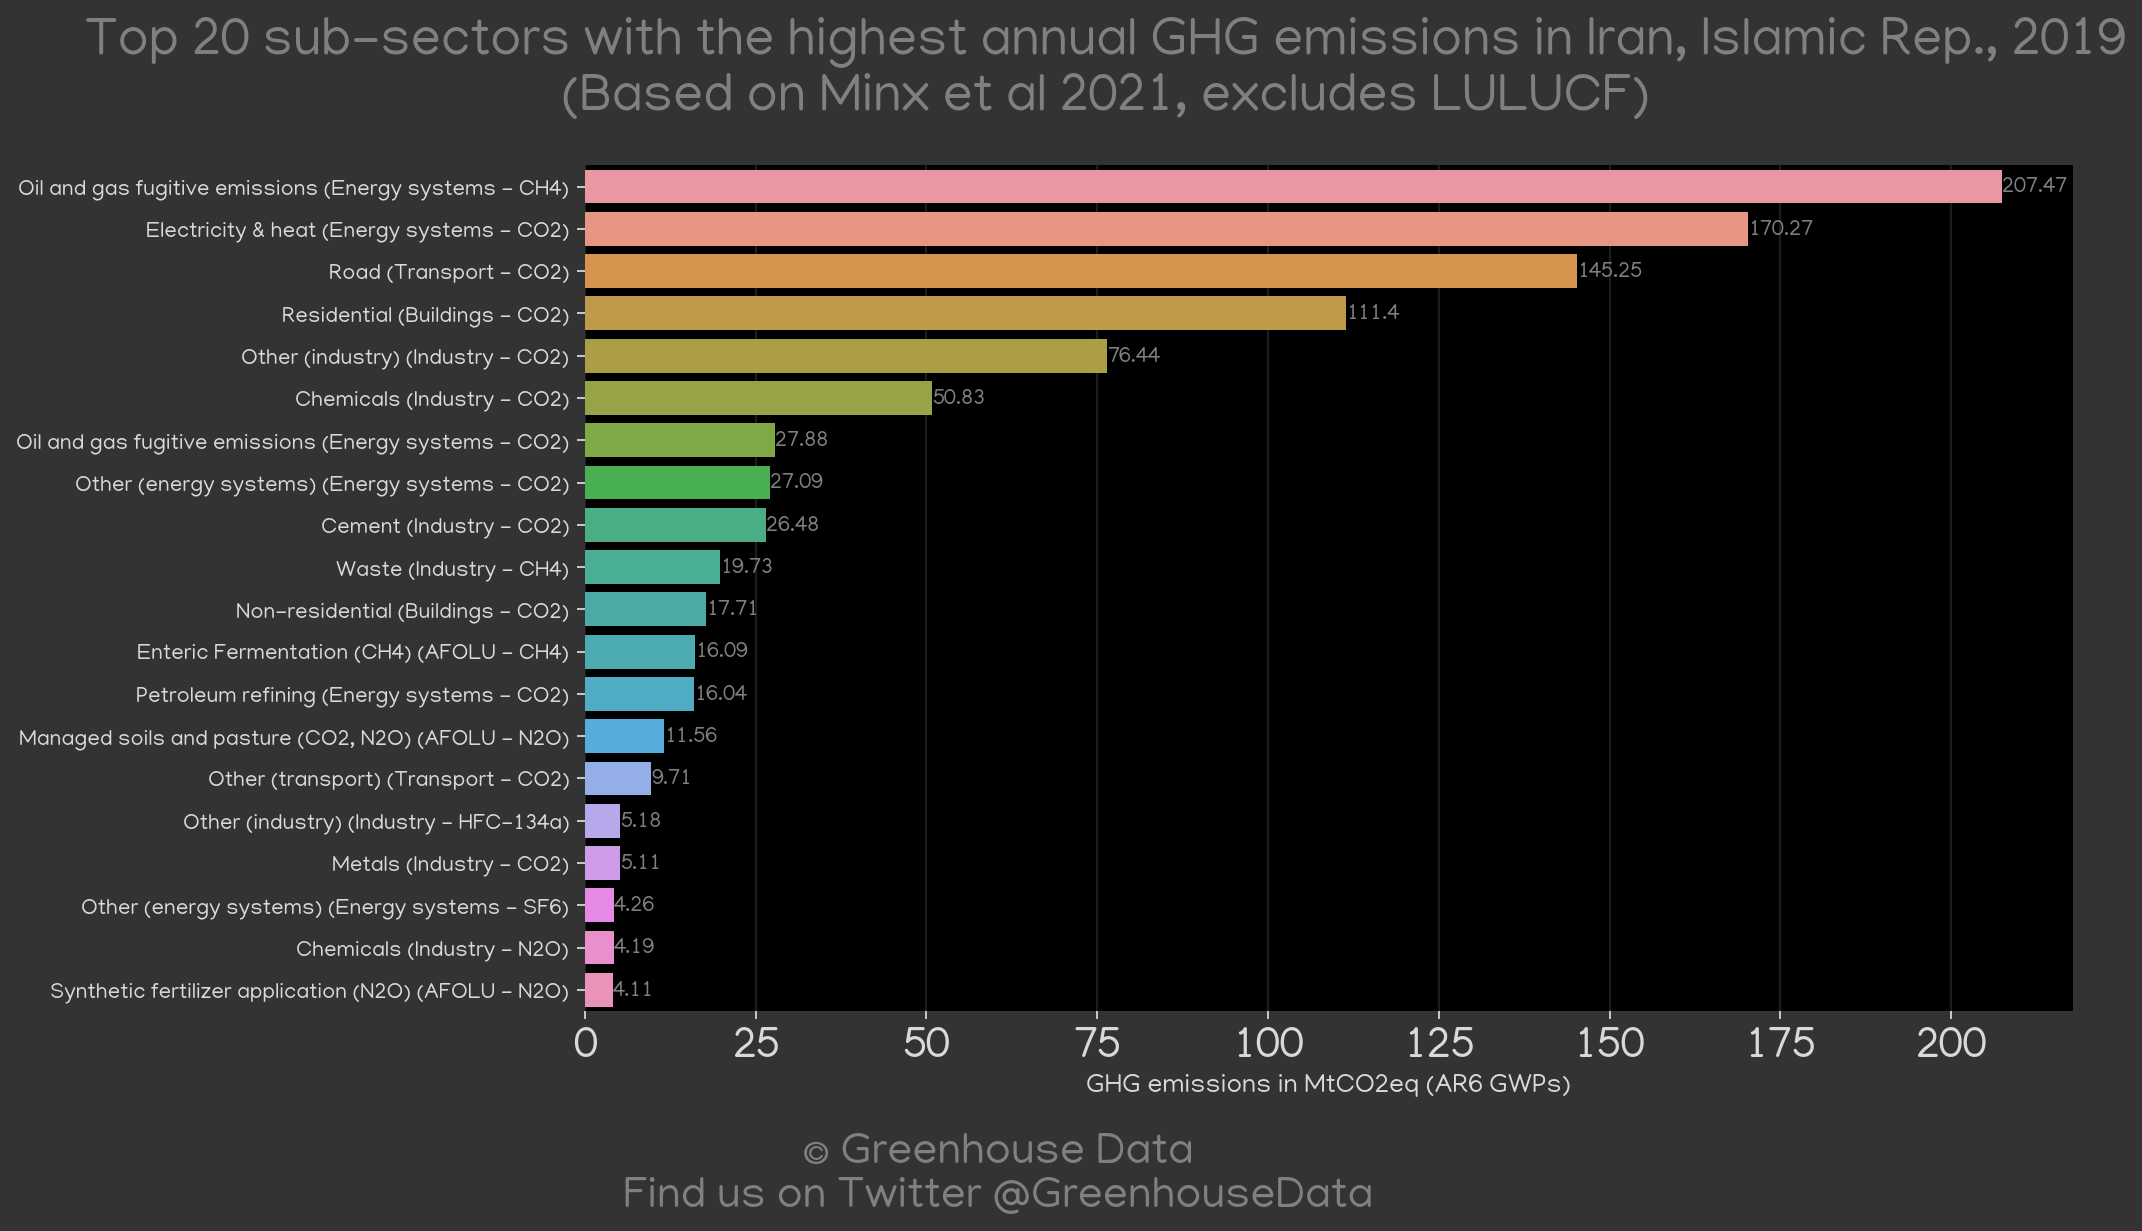 Top 20 sub-sectors with the highest annual GHG emissions in Iran, Islamic Rep., 2019
(Based on Minx et al 2021, excludes LULUCF)
Oil and gas fugitive emissions (Energy systems - CH4) 207.47
Electricity & heat (Energy systems - CO2) 170.27
Road (Transport - CO2) 145.25
Residential (Buildings - CO2) 111.4
Other (industry) (Industry - CO2) 76.44
Chemicals (Industry - CO2) 50.83
Oil and gas fugitive emissions (Energy systems - CO2) 27.88
Other (energy systems) (Energy systems - CO2) 27.09
Cement (Industry - CO2) 26.48
Waste (Industry - CH4) 19.73
Non-residential (Buildings - CO2) 17.71
Enteric Fermentation (CH4) (AFOLU - CH4) 16.09
Petroleum refining (Energy systems - CO2) 16.04
Managed soils and pasture (CO2, N2O) (AFOLU - N2O) 11.56
Other (transport) (Transport - CO2) 9.71
Other (industry) (Industry - HFC-134a) 5.18
Metals (Industry - CO2) 5.11
Other (energy systems) (Energy systems - SF6) 4.26
Chemicals (Industry - N2O) 4.19
Synthetic fertilizer application (N2O) (AFOLU - N2O) 4.11
0 25 50 75 100 125 150 175 200
GHG emissions in MtCO2eq (AR6 GWPs)
© Greenhouse Data
Find us on Twitter @GreenhouseData